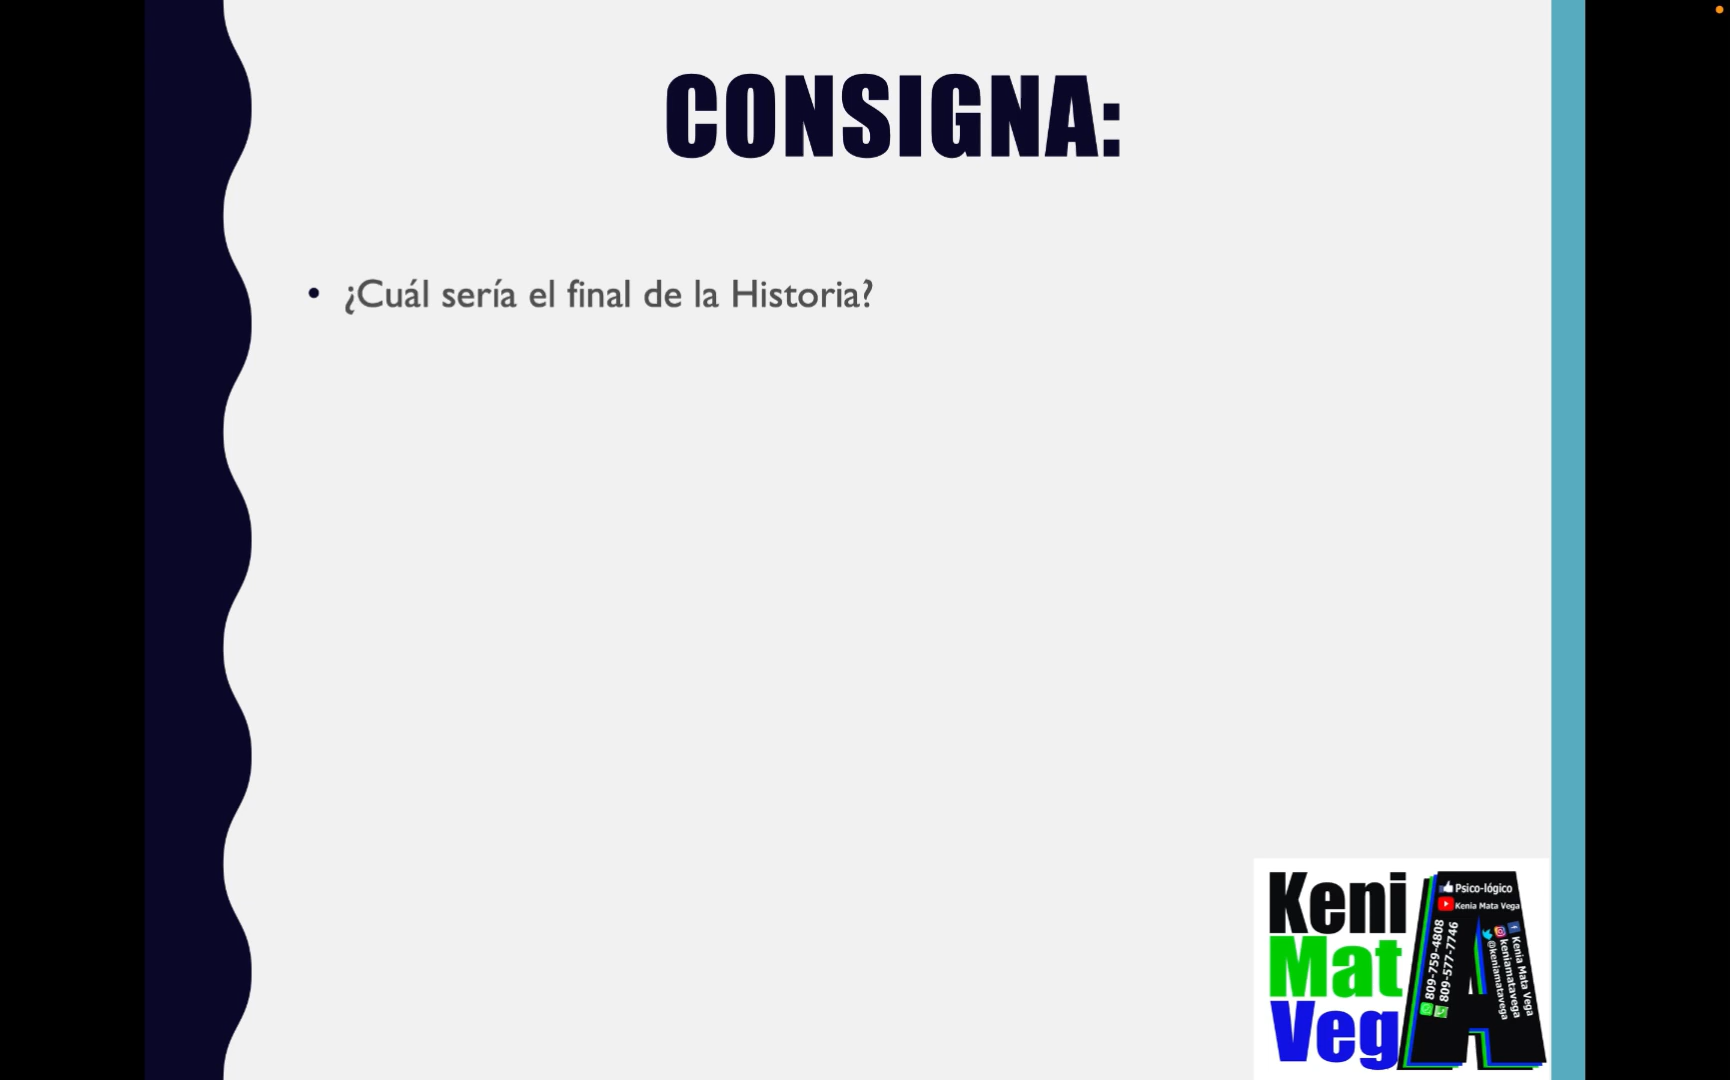 CONSIGNA:
• ¿Cuál sería el final de la Historia?
Keni
Mat
VegA
Psico-lógico
Kenia Mata Vega
809-759-4808
809-577-7746
@keniamatavega
keniamatavega
Kenia Mata Vega